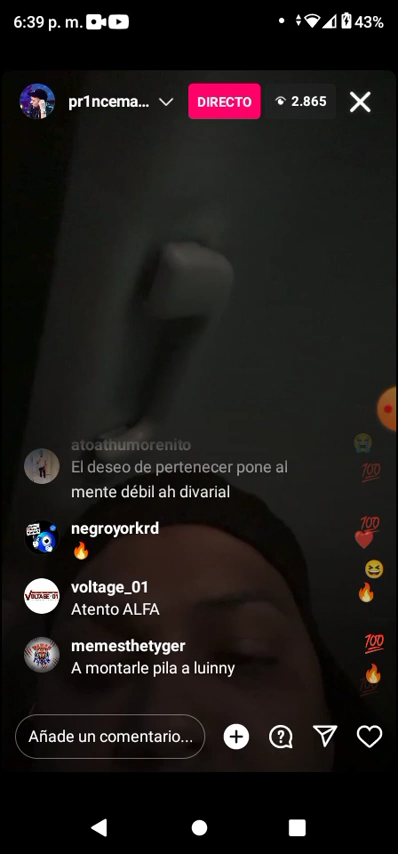 6:39 p. m.
43%
pr1ncema...
DIRECTO
2.865
atoathumorenito
El deseo de pertenecer pone al
mente débil ah divarial
negroyorkrd
🔥
voltage_01
Atento ALFA
memesthetyger
A montarle pila a luinny
Añade un comentario...